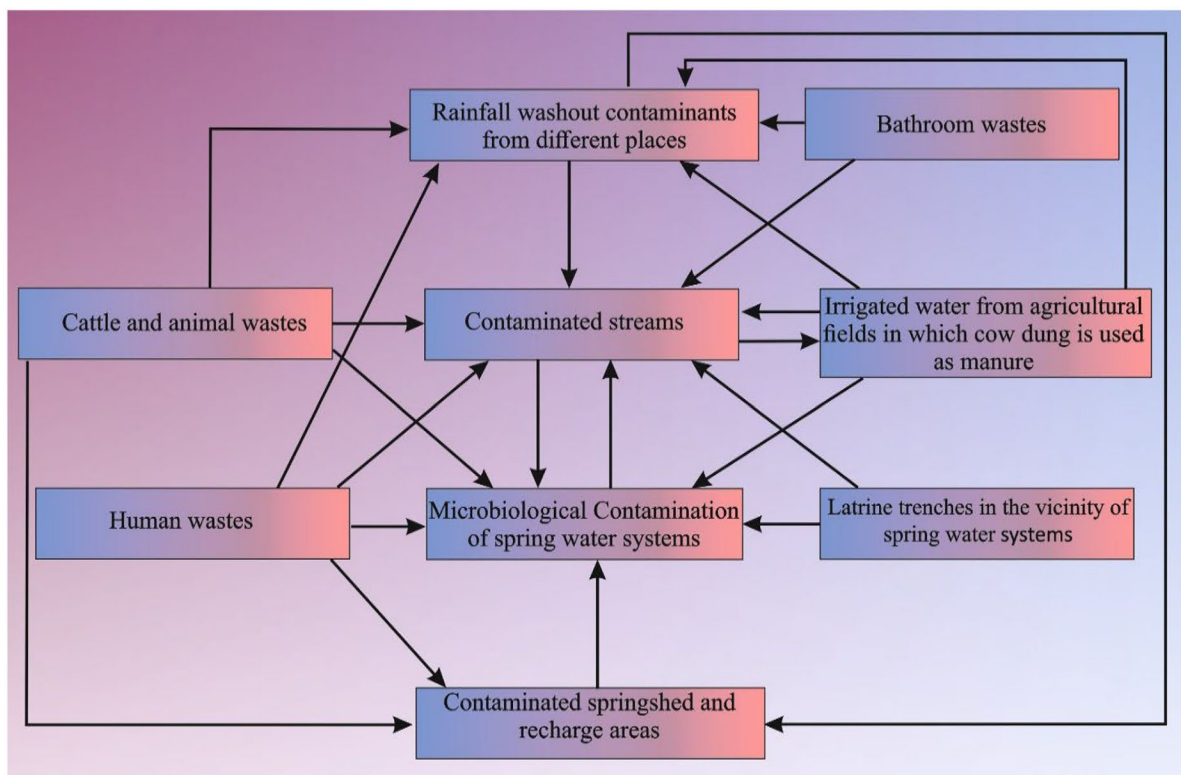 Rainfall washout contaminants
from different places
Bathroom wastes
Cattle and animal wastes
Contaminated streams
Irrigated water from agricultural
fields in which cow dung is used
as manure
Human wastes
Microbiological Contamination
of spring water systems
Latrine trenches in the vicinity of
spring water systems
Contaminated springshed and
recharge areas